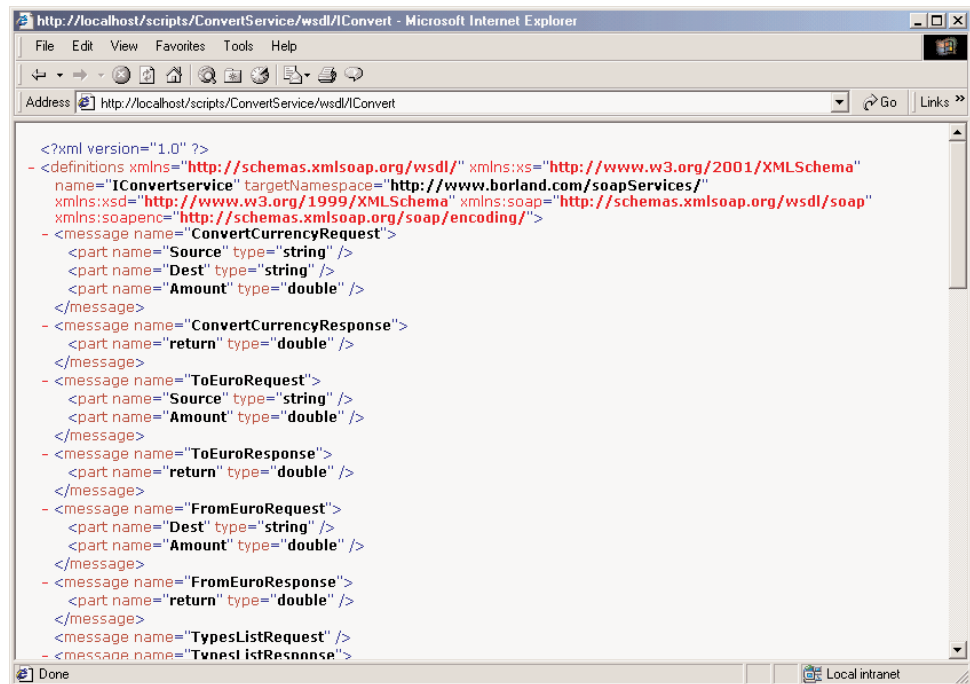 http://localhost/scripts/ConvertService/wsdl/IConvert - Microsoft Internet Explorer
File Edit View Favorites Tools Help
Address http://localhost/scripts/ConvertService/wsdl/IConvert Go Links »
<?xml version="1.0" ?>
- <definitions xmlns="http://schemas.xmlsoap.org/wsdl/" xmlns:xs="http://www.w3.org/2001/XMLSchema"
name="IConvertservice" targetNamespace="http://www.borland.com/soapServices/"
xmlns:xsd="http://www.w3.org/1999/XMLSchema" xmlns:soap="http://schemas.xmlsoap.org/wsdl/soap"
xmlns:soapenc="http://schemas.xmlsoap.org/soap/encoding/">
- <message name="ConvertCurrencyRequest">
<part name="Source" type="string" />
<part name="Dest" type="string" />
<part name="Amount" type="double" />
</message>
- <message name="ConvertCurrencyResponse">
<part name="return" type="double" />
</message>
- <message name="ToEuroRequest">
<part name="Source" type="string" />
<part name="Amount" type="double" />
</message>
- <message name="ToEuroResponse">
<part name="return" type="double" />
</message>
- <message name="FromEuroRequest">
<part name="Dest" type="string" />
<part name="Amount" type="double" />
</message>
- <message name="FromEuroResponse">
<part name="return" type="double" />
</message>
<message name="TypesListRequest" />
- <message name="TypesListResponse">
Done Local intranet